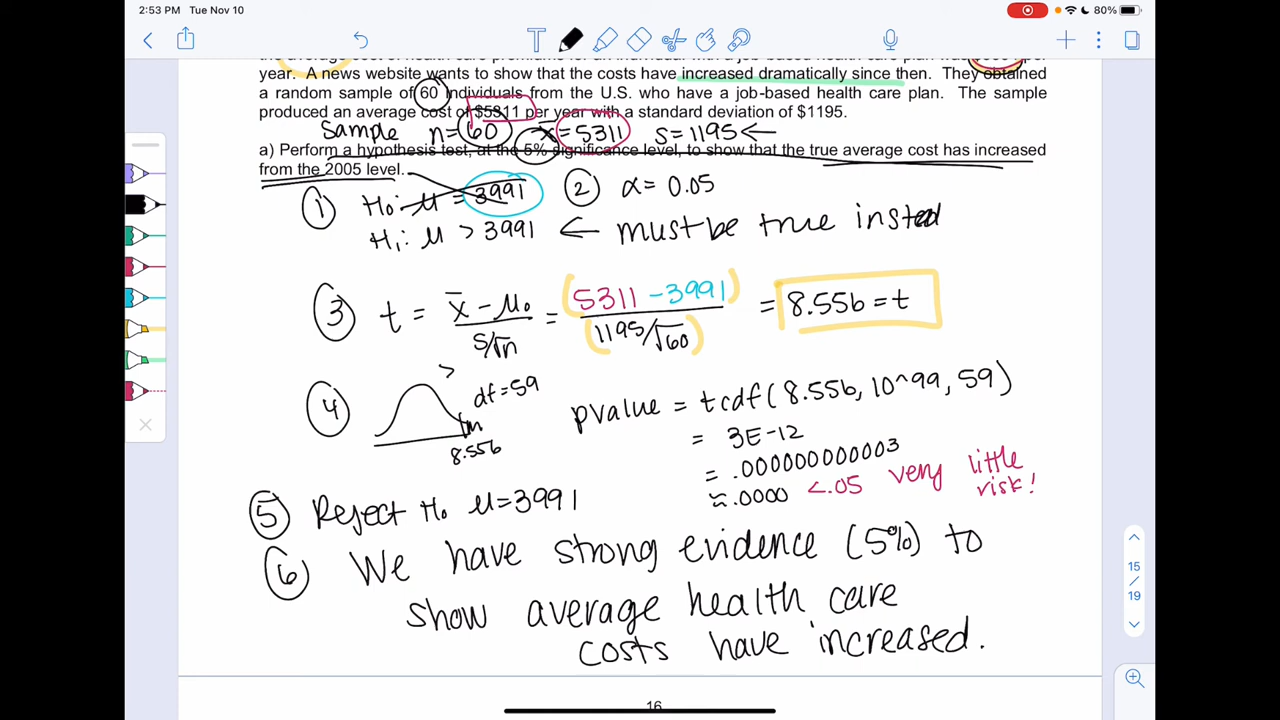 2:53 PM Tue Nov 10
80%
year. A news website wants to show that the costs have increased dramatically since then. They obtained
a random sample of 60 individuals from the U.S. who have a job-based health care plan. The sample
produced an average cost of $5311 per year with a standard deviation of $1195.
Sample n=60 x̄=5311 s=1195 ←
a) Perform a hypothesis test, at the 5% significance level, to show that the true average cost has increased
from the 2005 level.
① H₀: μ = 3991 ② α = 0.05
H₁: μ > 3991 ← must be true instead
③ t = x̄ - μ₀ / s/√n = (5311 - 3991) / (1195/√60) = 8.556 = t
>
④ df=59 pvalue = tcdf(8.556, 10^99, 59)
8.556
= 3E-12
= .000000000003
≈ .0000 <.05 very little risk!
⑤ Reject H₀ μ=3991
⑥ We have strong evidence (5%) to
show average health care
costs have increased.
15
/
19
16